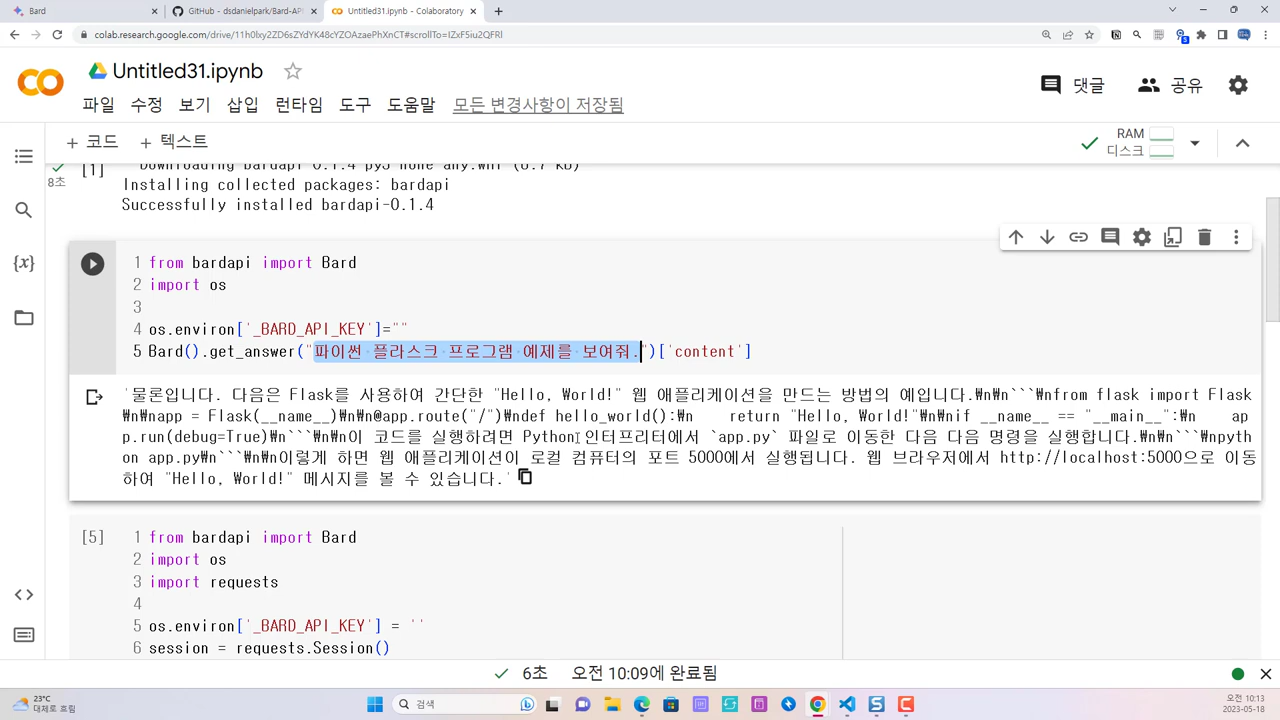 Bard
GitHub - dsdanielpark/Bard-API
Untitled31.ipynb - Colaboratory
colab.research.google.com/drive/11h0lxy2ZD6sZYdYK48cYZOAzaePhXnCT#scrollTo=IZxF5iu2QFRl
Untitled31.ipynb
댓글
공유
파일 수정 보기 삽입 런타임 도구 도움말 모든 변경사항이 저장됨
+ 코드 + 텍스트
RAM
디스크
8초
[1]
Downloading bardapi-0.1.4-py3-none-any.whl (6.7 kB)
Installing collected packages: bardapi
Successfully installed bardapi-0.1.4
1 from bardapi import Bard
2 import os
3
4 os.environ['_BARD_API_KEY']=""
5 Bard().get_answer("파이썬 플라스크 프로그램 예제를 보여줘.")['content']
'물론입니다. 다음은 Flask를 사용하여 간단한 "Hello, World!" 웹 애플리케이션을 만드는 방법의 예입니다.₩n₩n```₩nfrom flask import Flask
₩n₩napp = Flask(__name__)₩n₩n@app.route("/")₩ndef hello_world():₩n    return "Hello, World!"₩n₩nif __name__ == "__main__":₩n    ap
p.run(debug=True)₩n```₩n₩n이 코드를 실행하려면 Python 인터프리터에서 `app.py` 파일로 이동한 다음 다음 명령을 실행합니다.₩n₩n```₩npyth
on app.py₩n```₩n₩n이렇게 하면 웹 애플리케이션이 로컬 컴퓨터의 포트 5000에서 실행됩니다. 웹 브라우저에서 http://localhost:5000으로 이동
하여 "Hello, World!" 메시지를 볼 수 있습니다.'
[5]
1 from bardapi import Bard
2 import os
3 import requests
4
5 os.environ['_BARD_API_KEY'] = ''
6 session = requests.Session()
6초 오전 10:09에 완료됨
23°C
대체로 흐림
검색
오전 10:13
2023-05-18